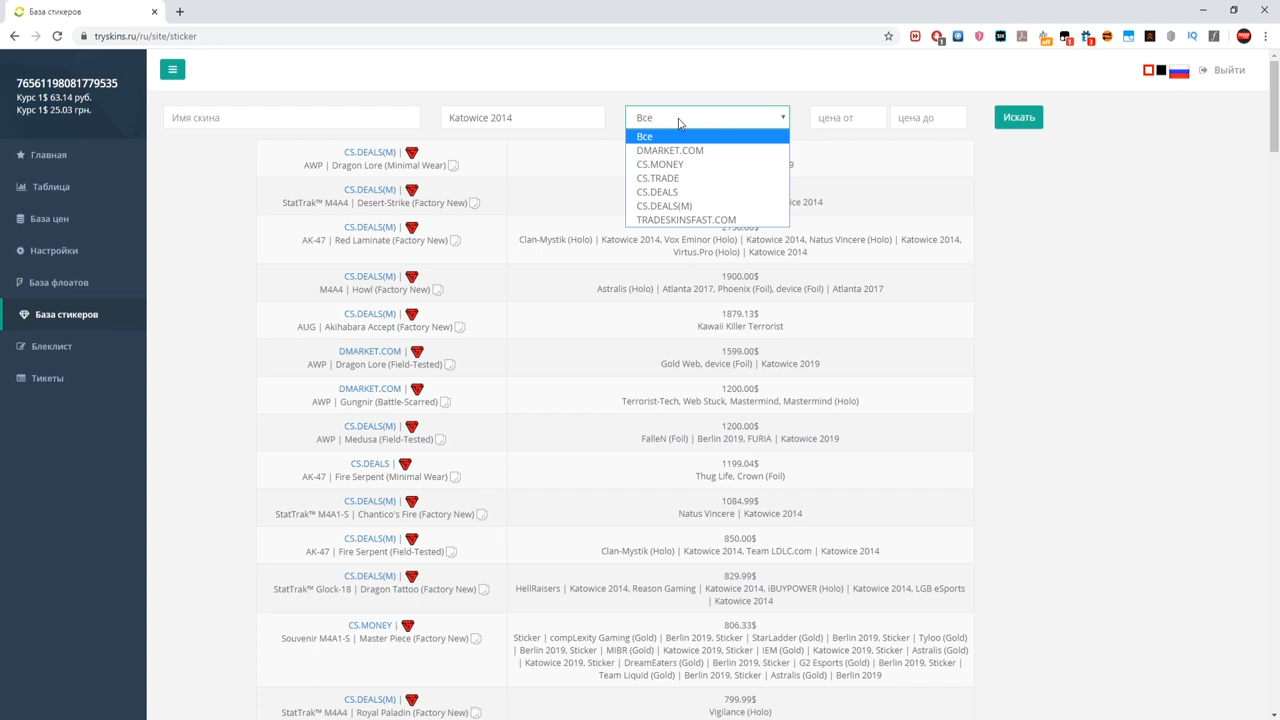 База стикеров
tryskins.ru/ru/site/sticker
76561198081779535
Курс 1$ 63.14 руб.
Курс 1$ 25.03 грн.
Главная
Таблица
База цен
Настройки
База флоатов
База стикеров
Блеклист
Тикеты
Выйти
Имя скина
Katowice 2014
Все
цена от
цена до
Искать
Все
DMARKET.COM
CS.MONEY
CS.TRADE
CS.DEALS
CS.DEALS(M)
TRADESKINSFAST.COM
CS.DEALS(M) |
AWP | Dragon Lore (Minimal Wear)
CS.DEALS(M) |
StatTrak™ M4A4 | Desert-Strike (Factory New)
CS.DEALS(M) |
AK-47 | Red Laminate (Factory New)
Clan-Mystik (Holo) | Katowice 2014, Vox Eminor (Holo) | Katowice 2014, Natus Vincere (Holo) | Katowice 2014,
Virtus.Pro (Holo) | Katowice 2014
CS.DEALS(M) |
M4A4 | Howl (Factory New)
1900.00$
Astralis (Holo) | Atlanta 2017, Phoenix (Foil), device (Foil) | Atlanta 2017
CS.DEALS(M) |
AUG | Akihabara Accept (Factory New)
1879.13$
Kawaii Killer Terrorist
DMARKET.COM |
AWP | Dragon Lore (Field-Tested)
1599.00$
Gold Web, device (Foil) | Katowice 2019
DMARKET.COM |
AWP | Gungnir (Battle-Scarred)
1200.00$
Terrorist-Tech, Web Stuck, Mastermind, Mastermind (Holo)
CS.DEALS(M) |
AWP | Medusa (Field-Tested)
1200.00$
FalleN (Foil) | Berlin 2019, FURIA | Katowice 2019
CS.DEALS |
AK-47 | Fire Serpent (Minimal Wear)
1199.04$
Thug Life, Crown (Foil)
CS.DEALS(M) |
StatTrak™ M4A1-S | Chantico's Fire (Factory New)
1084.99$
Natus Vincere | Katowice 2014
CS.DEALS(M) |
AK-47 | Fire Serpent (Field-Tested)
850.00$
Clan-Mystik (Holo) | Katowice 2014, Team LDLC.com | Katowice 2014
CS.DEALS(M) |
StatTrak™ Glock-18 | Dragon Tattoo (Factory New)
829.99$
HellRaisers | Katowice 2014, Reason Gaming | Katowice 2014, iBUYPOWER (Holo) | Katowice 2014, LGB eSports
| Katowice 2014
CS.MONEY |
Souvenir M4A1-S | Master Piece (Factory New)
806.33$
Sticker | compLexity Gaming (Gold) | Berlin 2019, Sticker | StarLadder (Gold) | Berlin 2019, Sticker | Tyloo (Gold)
| Berlin 2019, Sticker | MIBR (Gold) | Katowice 2019, Sticker | IEM (Gold) | Katowice 2019, Sticker | Astralis (Gold)
| Katowice 2019, Sticker | DreamEaters (Gold) | Berlin 2019, Sticker | G2 Esports (Gold) | Berlin 2019, Sticker |
Team Liquid (Gold) | Berlin 2019, Sticker | Astralis (Gold) | Berlin 2019
CS.DEALS(M) |
StatTrak™ M4A4 | Royal Paladin (Factory New)
799.99$
Vigilance (Holo)